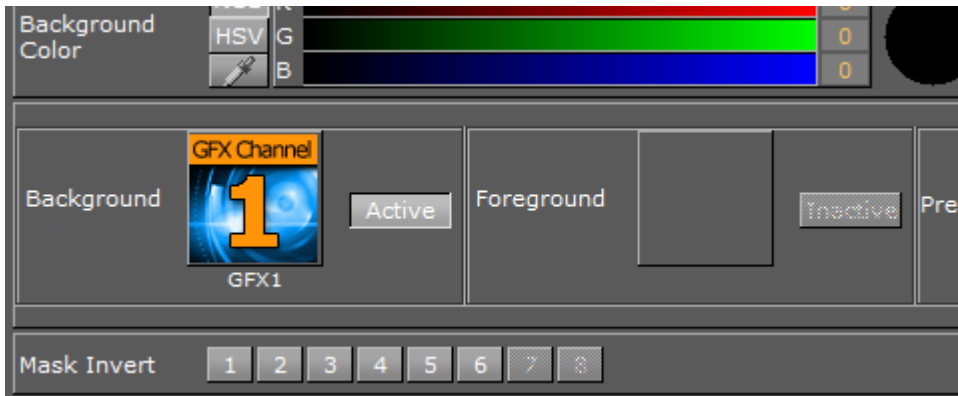 Background
Color
HSV G 0
B 0
GFX Channel
1
Background Active Foreground Inactive Pre
GFX1
Mask Invert 1 2 3 4 5 6 7 8